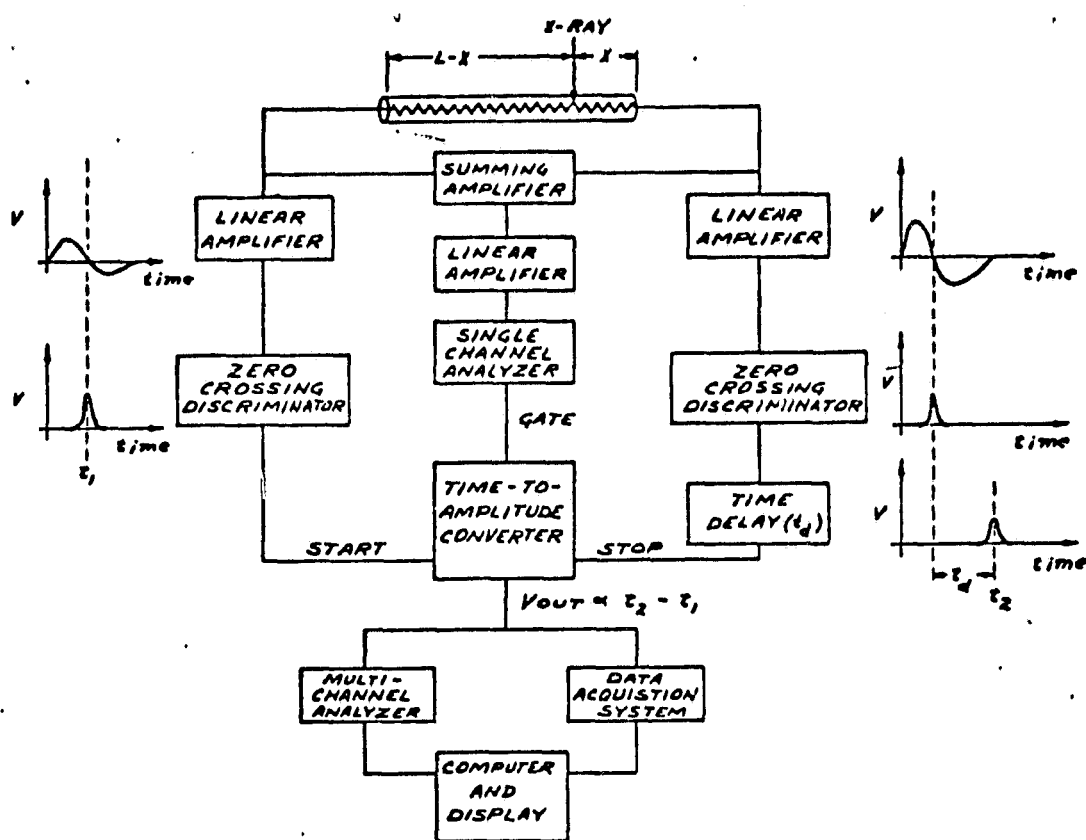 X-RAY
L-X
X
SUMMING
AMPLIFIER
LINEAR
AMPLIFIER
LINEAR
AMPLIFIER
LINEAR
AMPLIFIER
SINGLE
CHANNEL
ANALYZER
ZERO
CROSSING
DISCRIMINATOR
ZERO
CROSSING
DISCRIMINATOR
GATE
TIME-TO-
AMPLITUDE
CONVERTER
TIME
DELAY (t_d)
START
STOP
V
time
V
time
τ₁
V
time
V
time
V
time
τ_d
τ₂
VOUT ∝ τ₂ - τ₁
MULTI-
CHANNEL
ANALYZER
DATA
ACQUISTION
SYSTEM
COMPUTER
AND
DISPLAY